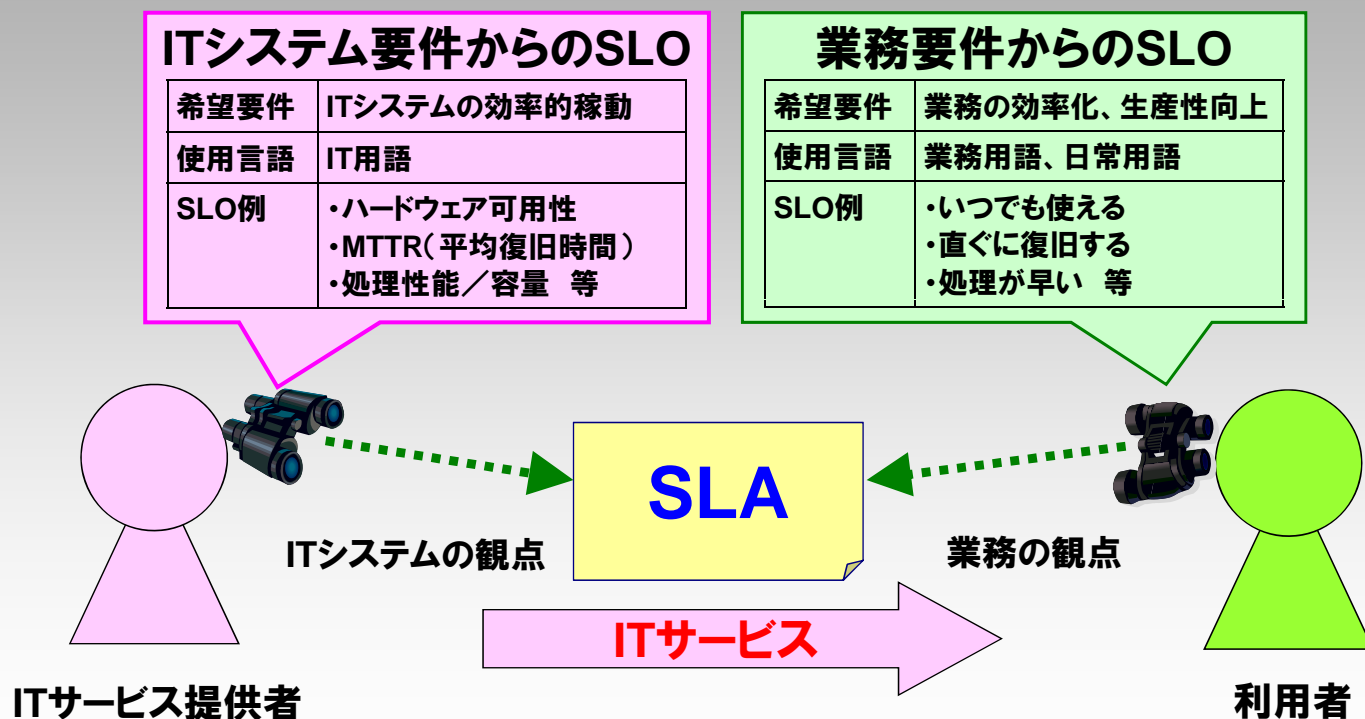 ITシステム要件からのSLO
希望要件 ITシステムの効率的稼動
使用言語 IT用語
SLO例 ・ハードウェア可用性
・MTTR(平均復旧時間)
・処理性能/容量 等
業務要件からのSLO
希望要件 業務の効率化、生産性向上
使用言語 業務用語、日常用語
SLO例 ・いつでも使える
・直ぐに復旧する
・処理が早い 等
SLA
ITシステムの観点
業務の観点
ITサービス
ITサービス提供者
利用者